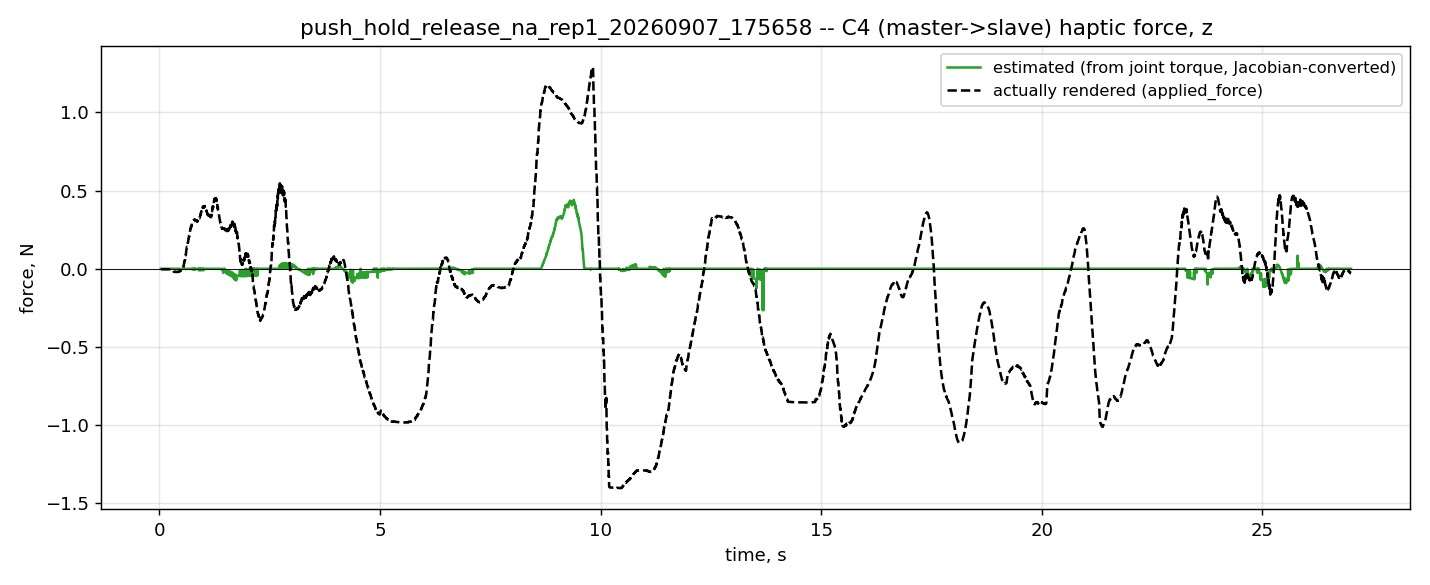 push_hold_release_na_rep1_20260907_175658 -- C4 (master->slave) haptic force, z
estimated (from joint torque, Jacobian-converted)
actually rendered (applied_force)
force, N
1.0
0.5
0.0
−0.5
−1.0
−1.5
0
5
10
15
20
25
time, s